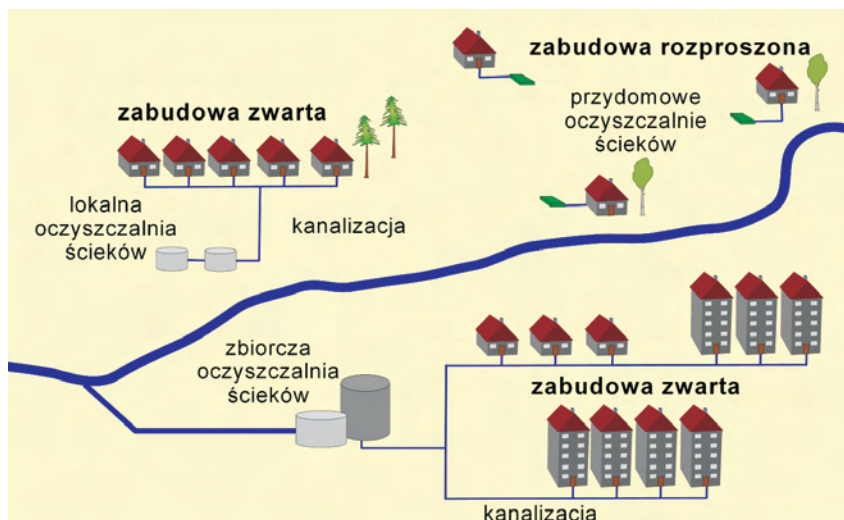 zabudowa rozproszona
przydomowe
oczyszczalnie
ścieków
zabudowa zwarta
lokalna
oczyszczalnia
ścieków
kanalizacja
zbiorcza
oczyszczalnia
ścieków
zabudowa zwarta
kanalizacja